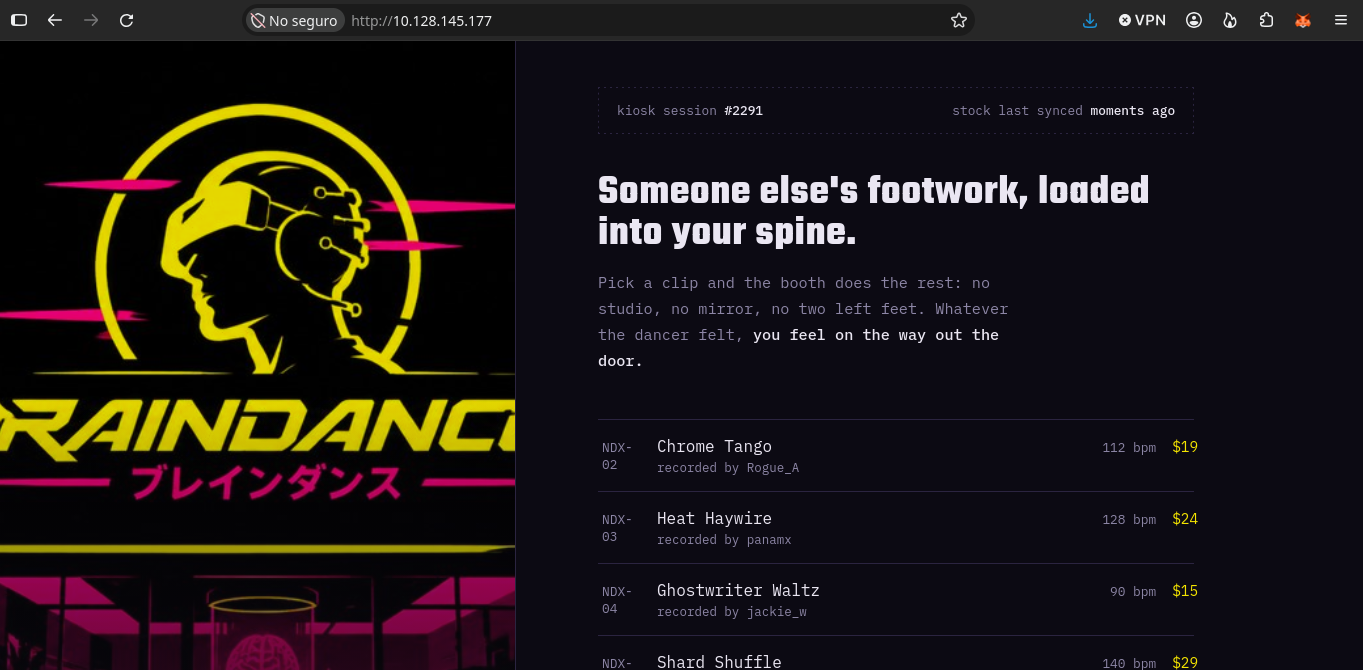 No seguro
http://10.128.145.177
VPN
RAINDANC
ブレインダンス
kiosk session #2291
stock last synced moments ago
Someone else's footwork, loaded
into your spine.
Pick a clip and the booth does the rest: no
studio, no mirror, no two left feet. Whatever
the dancer felt, you feel on the way out the
door.
NDX-
02
Chrome Tango
recorded by Rogue_A
112 bpm
$19
NDX-
03
Heat Haywire
recorded by panamx
128 bpm
$24
NDX-
04
Ghostwriter Waltz
recorded by jackie_w
90 bpm
$15
NDX-
Shard Shuffle
140 bpm
$29